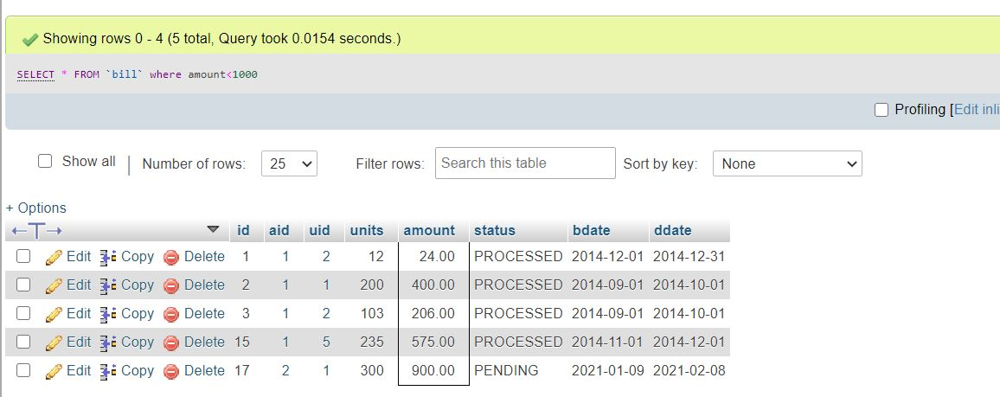 Showing rows 0 - 4 (5 total, Query took 0.0154 seconds.)
SELECT * FROM `bill` where amount<1000
Profiling [Edit inli
Show all | Number of rows: 25 Filter rows: Search this table Sort by key: None
+ Options
id aid uid units amount status bdate ddate
Edit Copy Delete 1 1 2 12 24.00 PROCESSED 2014-12-01 2014-12-31
Edit Copy Delete 2 1 1 200 400.00 PROCESSED 2014-09-01 2014-10-01
Edit Copy Delete 3 1 2 103 206.00 PROCESSED 2014-09-01 2014-10-01
Edit Copy Delete 15 1 5 235 575.00 PROCESSED 2014-11-01 2014-12-01
Edit Copy Delete 17 2 1 300 900.00 PENDING 2021-01-09 2021-02-08